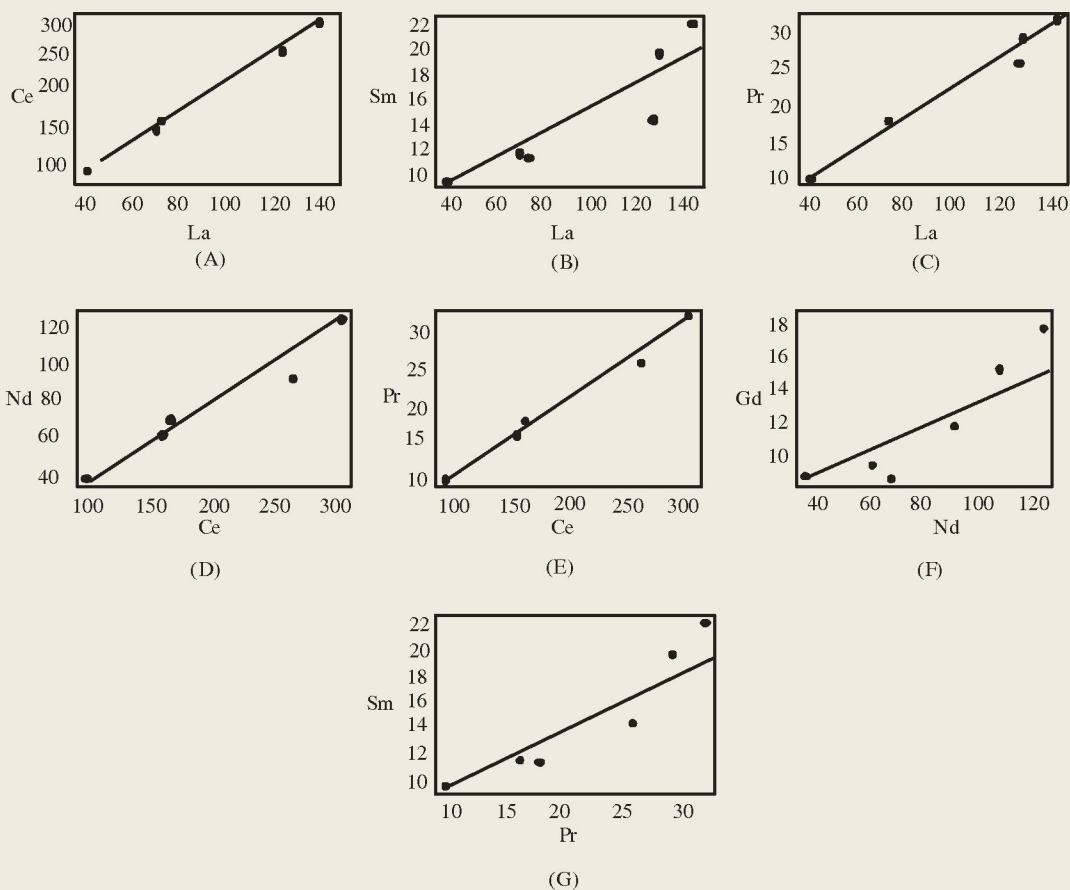 300
250
200
Ce
150
100
40 60 80 100 120 140
La
(A)
22
20
18
Sm 16
14
12
10
40 60 80 100 120 140
La
(B)
30
25
Pr
20
15
10
40 60 80 100 120 140
La
(C)
120
100
Nd 80
60
40
100 150 200 250 300
Ce
(D)
30
25
Pr
20
15
10
100 150 200 250 300
Ce
(E)
18
16
Gd 14
12
10
40 60 80 100 120
Nd
(F)
22
20
18
Sm 16
14
12
10
10 15 20 25 30
Pr
(G)